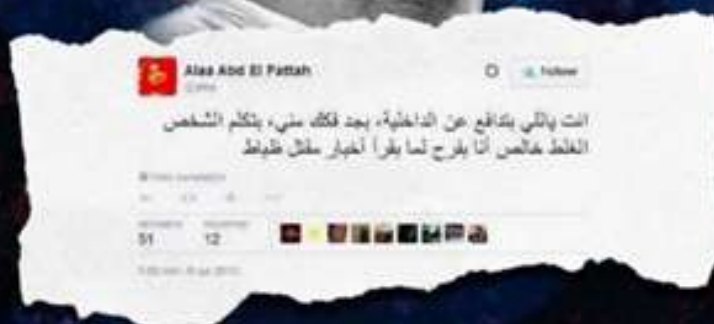 Alaa Abd El Fattah
Follow
انت ياللي بتدافع عن الداخلية، بجد فكك مني، بتكلم الشخص
الغلط خالص أنا بفرح لما بقرا أخبار مقتل ظباط
51
12